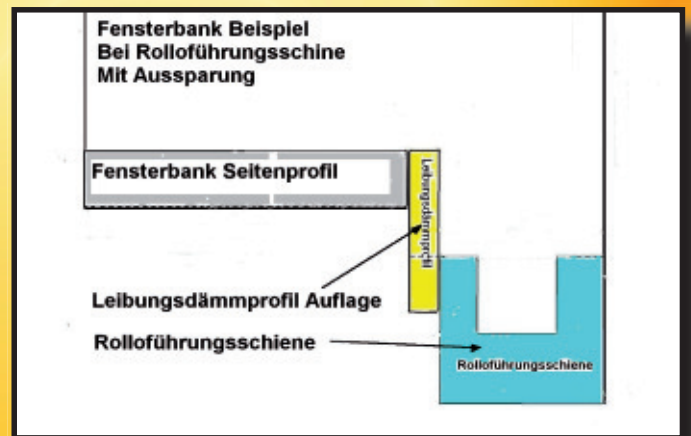 Fensterbank Beispiel
Bei Rolloführungsschine
Mit Aussparung
Fensterbank Seitenprofil
Leibungsdämmprofil
Leibungsdämmprofil Auflage
Rolloführungsschiene
Rolloführungsschiene